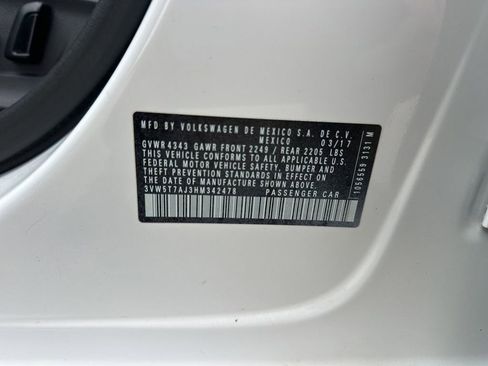 MFD BY VOLKSWAGEN DE MEXICO S.A. DE C.V.
MEXICO 03/17
GVWR 4343 GAWR FRONT 2249 / REAR 2205 LBS
THIS VEHICLE CONFORMS TO ALL APPLICABLE U.S.
FEDERAL MOTOR VEHICLE SAFETY, BUMPER AND
THEFT PREVENTION STANDARDS IN EFFECT ON
THE DATE OF MANUFACTURE SHOWN ABOVE.
3VW5T7AJ3HM342478 PASSENGER CAR
1056559 3131 M